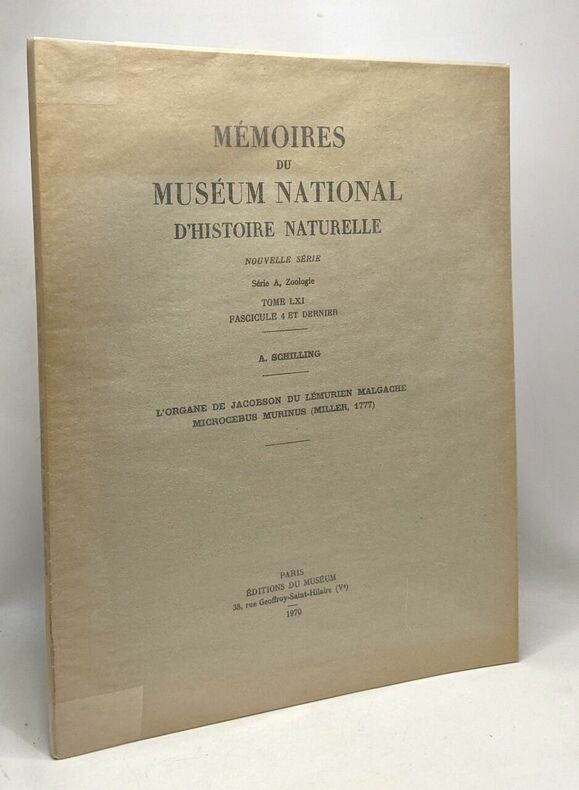 MÉMOIRES
DU
MUSÉUM NATIONAL
D'HISTOIRE NATURELLE
NOUVELLE SÉRIE
Série A, Zoologie
TOME LXI
FASCICULE 4 ET DERNIER
A. SCHILLING
L'ORGANE DE JACOBSON DU LÉMURIEN MALGACHE
MICROCEBUS MURINUS (MILLER, 1777)
PARIS
ÉDITIONS DU MUSÉUM
38, rue Geoffroy-Saint-Hilaire (Vᵉ)
1970